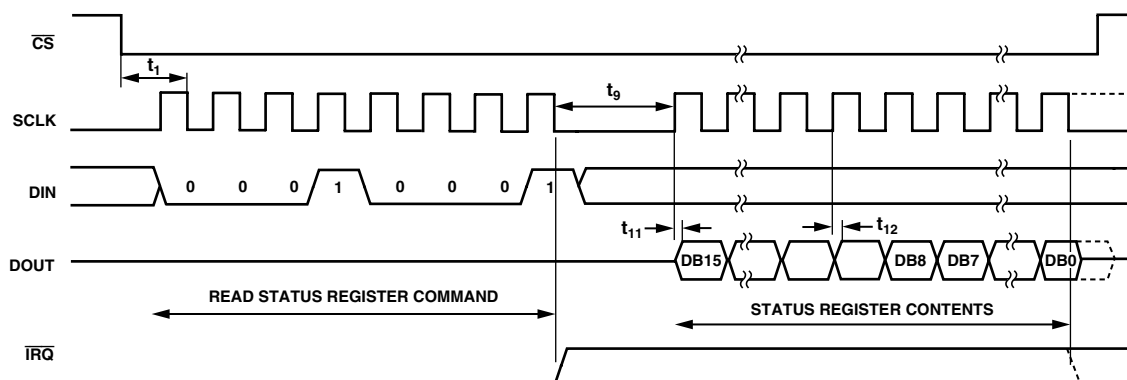 CS
t1
t9
SCLK
DIN
0 0 0 1 0 0 0 1
t11
t12
DOUT
DB15 DB8 DB7 DB0
READ STATUS REGISTER COMMAND
STATUS REGISTER CONTENTS
IRQ